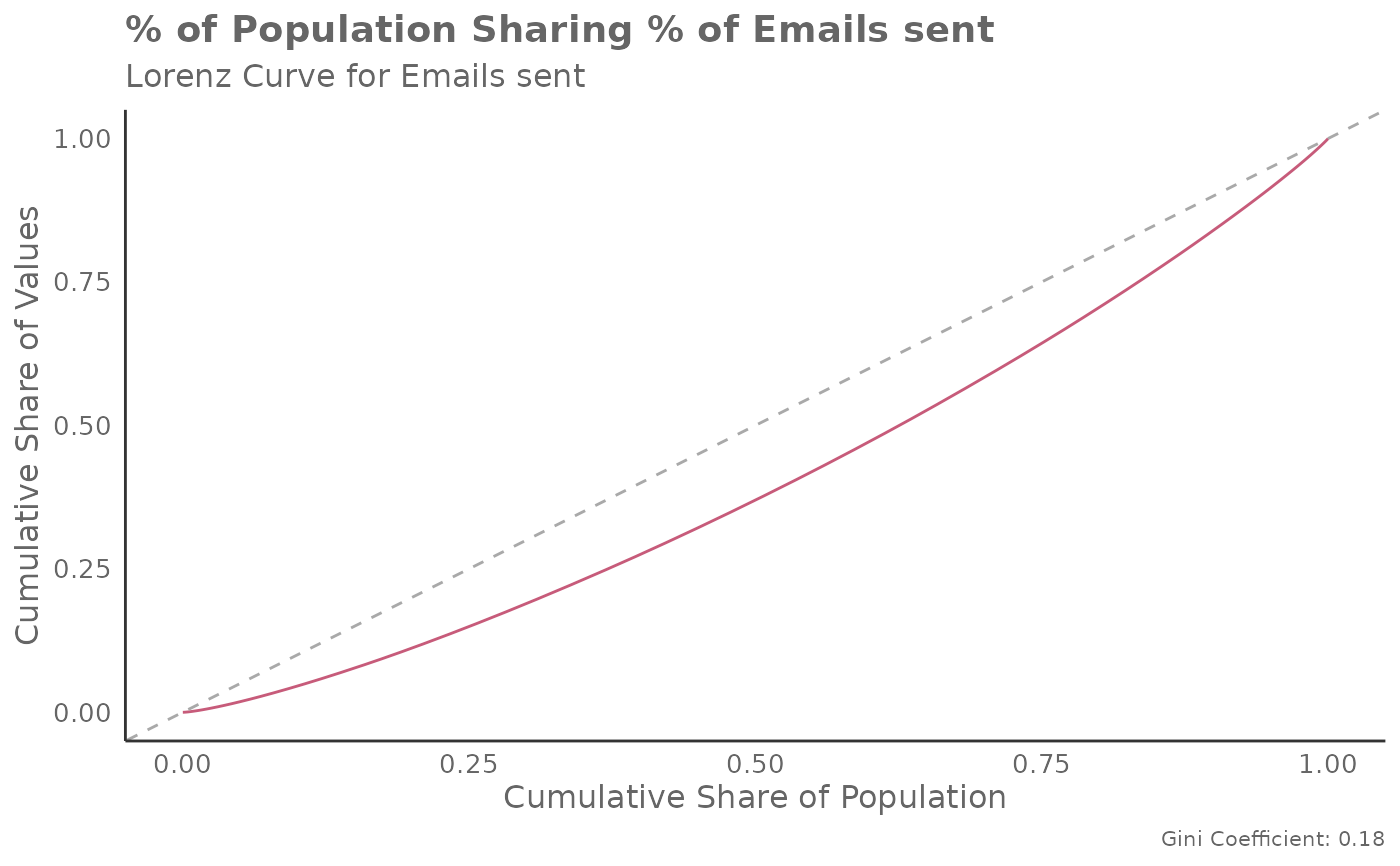 % of Population Sharing % of Emails sent
Lorenz Curve for Emails sent
Cumulative Share of Values
1.00
0.75
0.50
0.25
0.00
0.00 0.25 0.50 0.75 1.00
Cumulative Share of Population
Gini Coefficient: 0.18